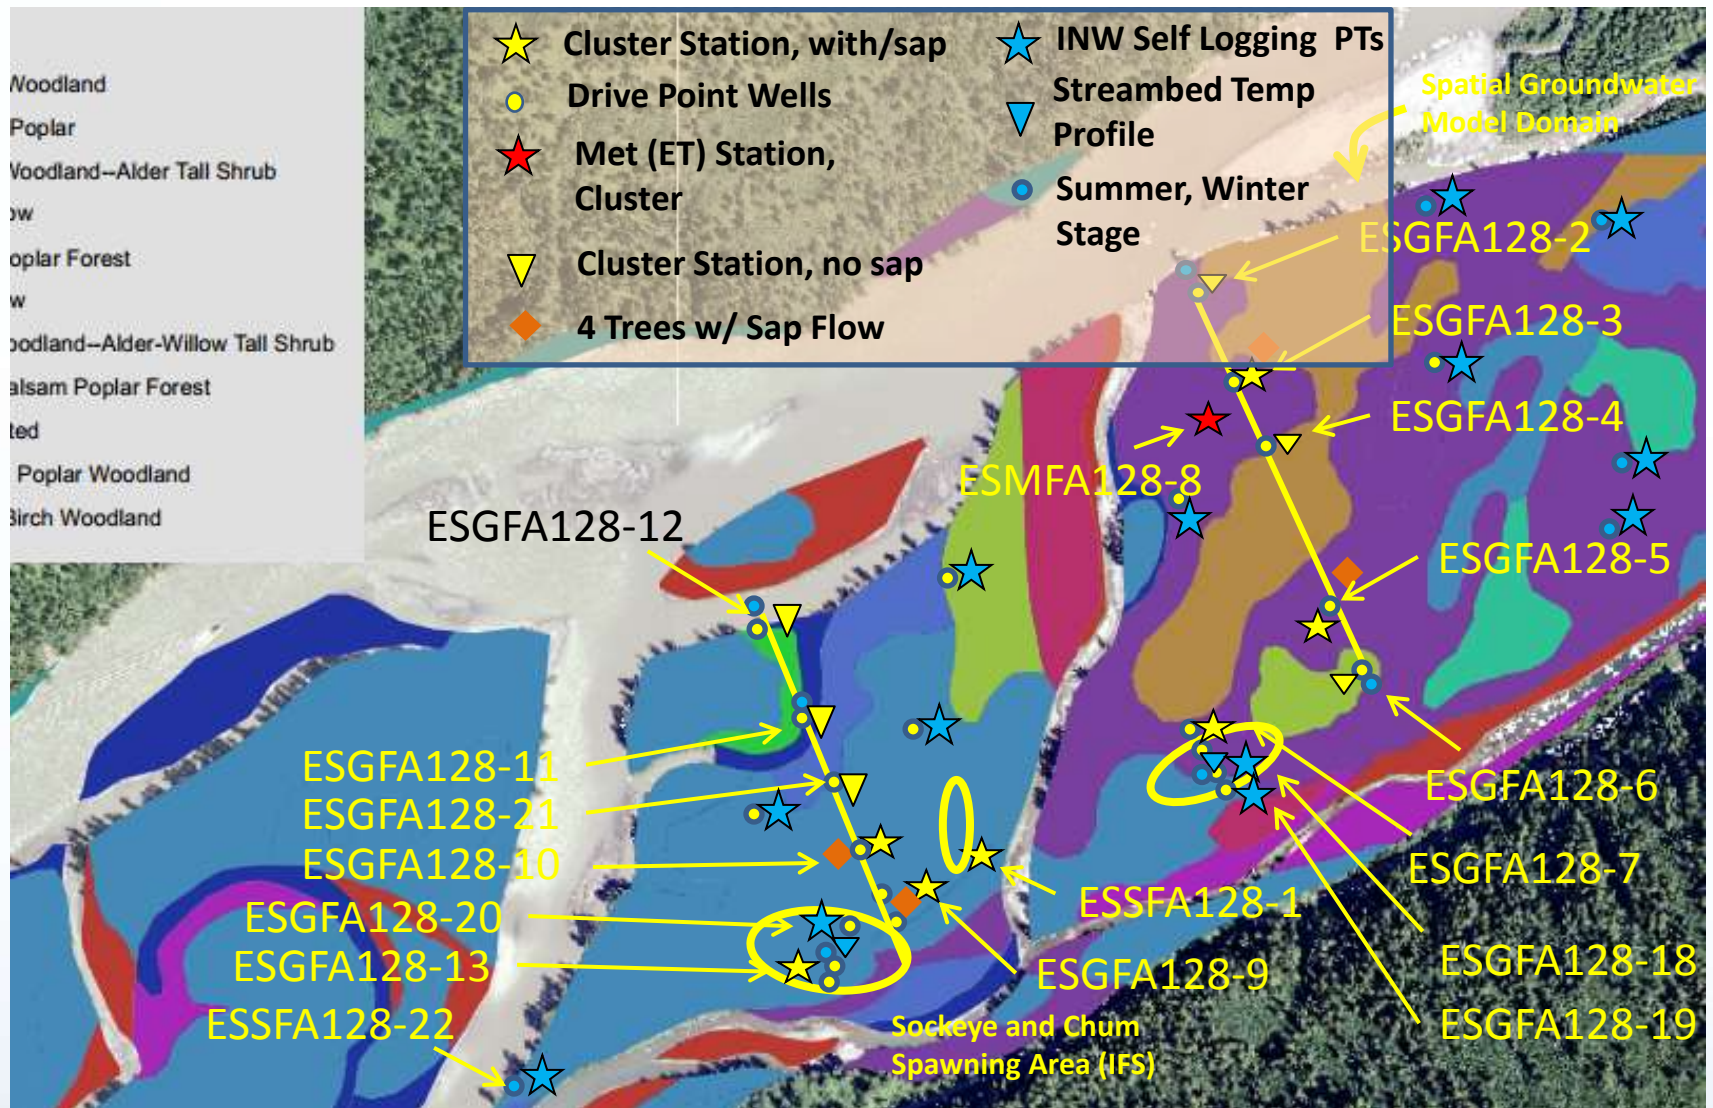 Woodland
Poplar
Woodland--Alder Tall Shrub
ow
oplar Forest
w
oodland--Alder-Willow Tall Shrub
alsam Poplar Forest
ted
Poplar Woodland
Birch Woodland
Cluster Station, with/sap
Drive Point Wells
Met (ET) Station,
Cluster
Cluster Station, no sap
4 Trees w/ Sap Flow
INW Self Logging PTs
Streambed Temp
Profile
Summer, Winter
Stage
Spatial Groundwater
Model Domain
ESGFA128-2
ESGFA128-3
ESGFA128-4
ESMFA128-8
ESGFA128-12
ESGFA128-5
ESGFA128-11
ESGFA128-21
ESGFA128-10
ESGFA128-20
ESGFA128-13
ESSFA128-22
ESGFA128-6
ESGFA128-7
ESSFA128-1
ESGFA128-9
ESGFA128-18
ESGFA128-19
Sockeye and Chum
Spawning Area (IFS)